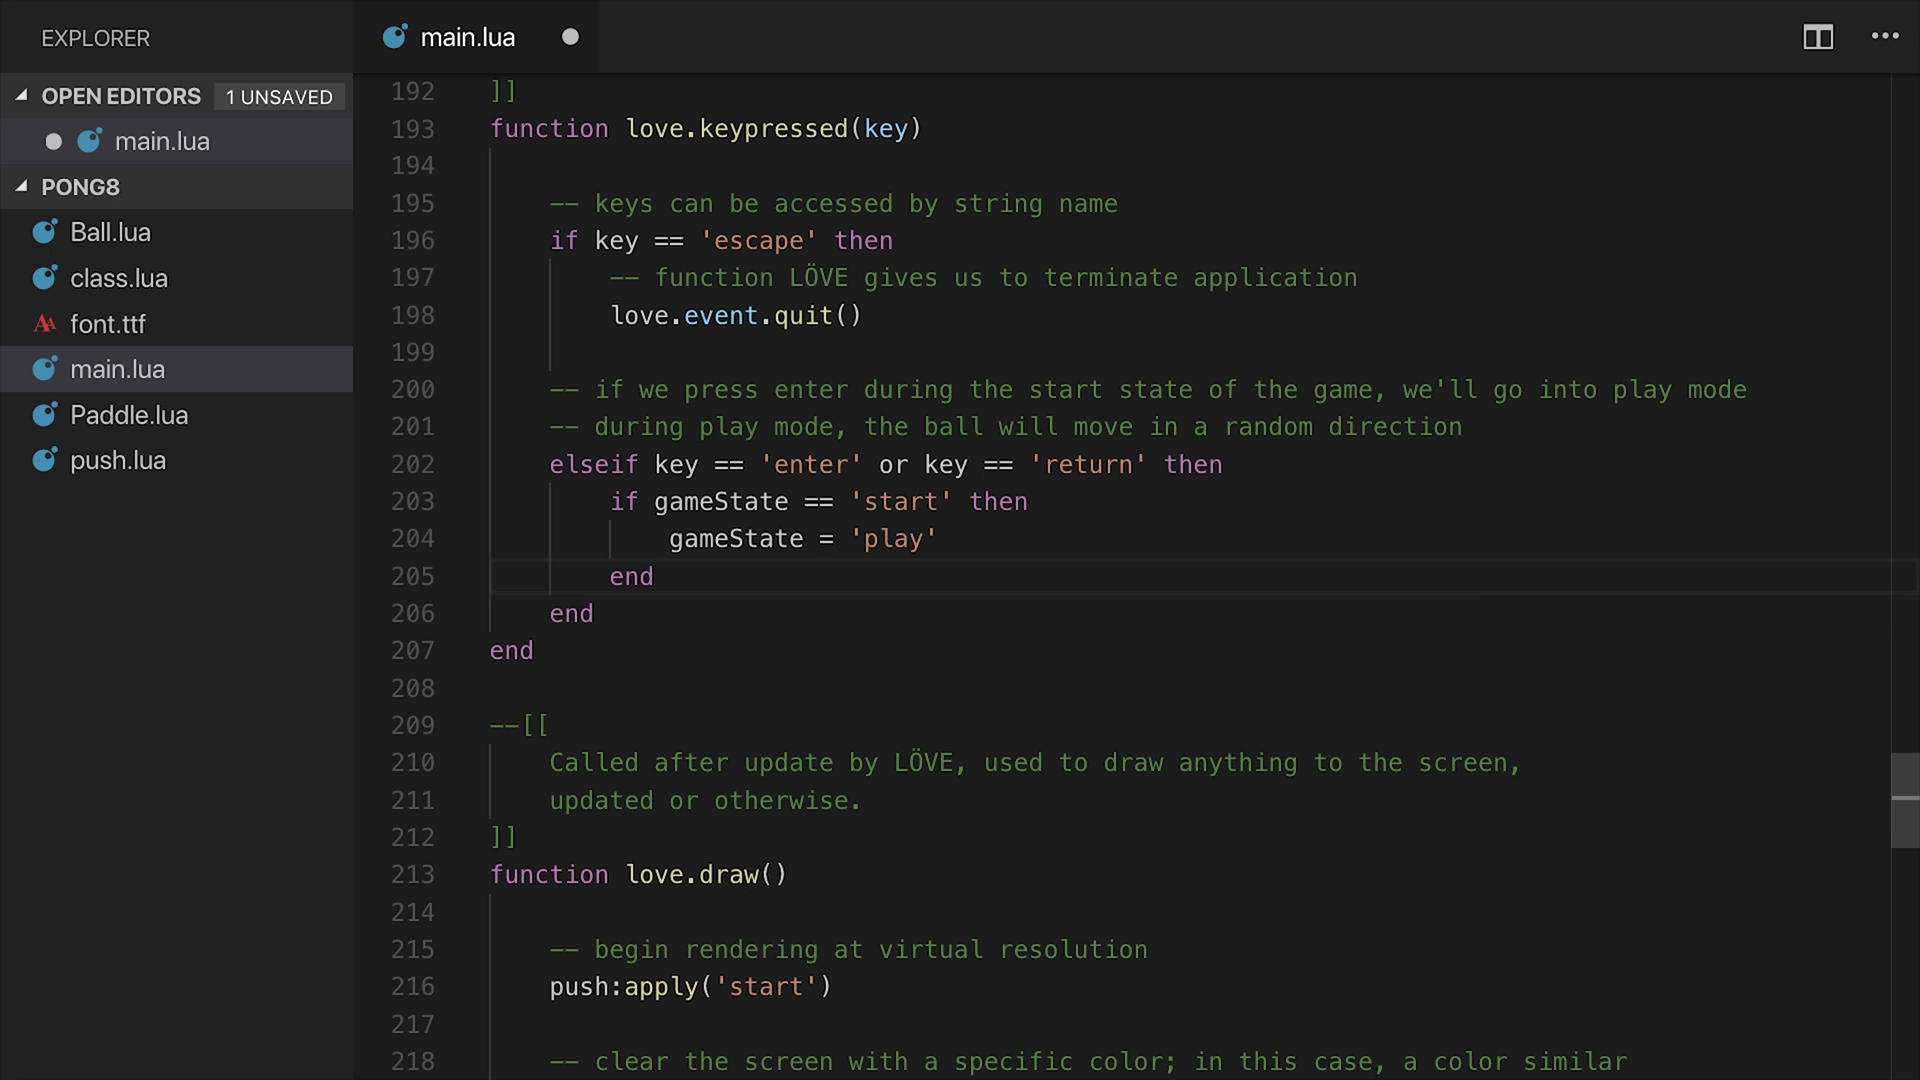 EXPLORER
OPEN EDITORS 1 UNSAVED
main.lua
PONG8
Ball.lua
class.lua
font.ttf
main.lua
Paddle.lua
push.lua
main.lua
192 ]]
193 function love.keypressed(key)
194
195     -- keys can be accessed by string name
196     if key == 'escape' then
197         -- function LÖVE gives us to terminate application
198         love.event.quit()
199
200     -- if we press enter during the start state of the game, we'll go into play mode
201     -- during play mode, the ball will move in a random direction
202     elseif key == 'enter' or key == 'return' then
203         if gameState == 'start' then
204             gameState = 'play'
205         end
206     end
207 end
208
209 --[[
210     Called after update by LÖVE, used to draw anything to the screen,
211     updated or otherwise.
212 ]]
213 function love.draw()
214
215     -- begin rendering at virtual resolution
216     push:apply('start')
217
218     -- clear the screen with a specific color; in this case, a color similar